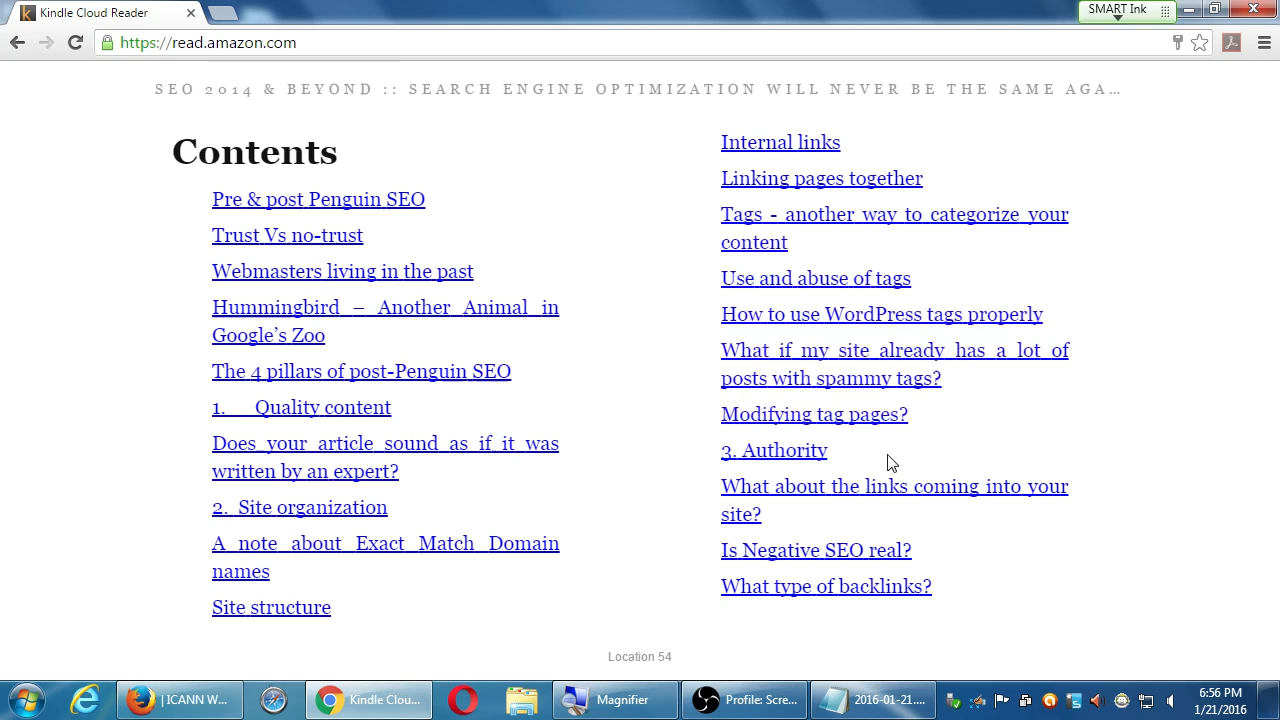 Kindle Cloud Reader
SMART Ink
https://read.amazon.com
SEO 2014 & BEYOND :: SEARCH ENGINE OPTIMIZATION WILL NEVER BE THE SAME AGA…
Contents
Pre & post Penguin SEO
Trust Vs no-trust
Webmasters living in the past
Hummingbird – Another Animal in
Google’s Zoo
The 4 pillars of post-Penguin SEO
1. Quality content
Does your article sound as if it was
written by an expert?
2. Site organization
A note about Exact Match Domain
names
Site structure
Internal links
Linking pages together
Tags - another way to categorize your
content
Use and abuse of tags
How to use WordPress tags properly
What if my site already has a lot of
posts with spammy tags?
Modifying tag pages?
3. Authority
What about the links coming into your
site?
Is Negative SEO real?
What type of backlinks?
Location 54
| ICANN W...
Kindle Clou...
Magnifier
Profile: Scre...
2016-01-21....
6:56 PM
1/21/2016